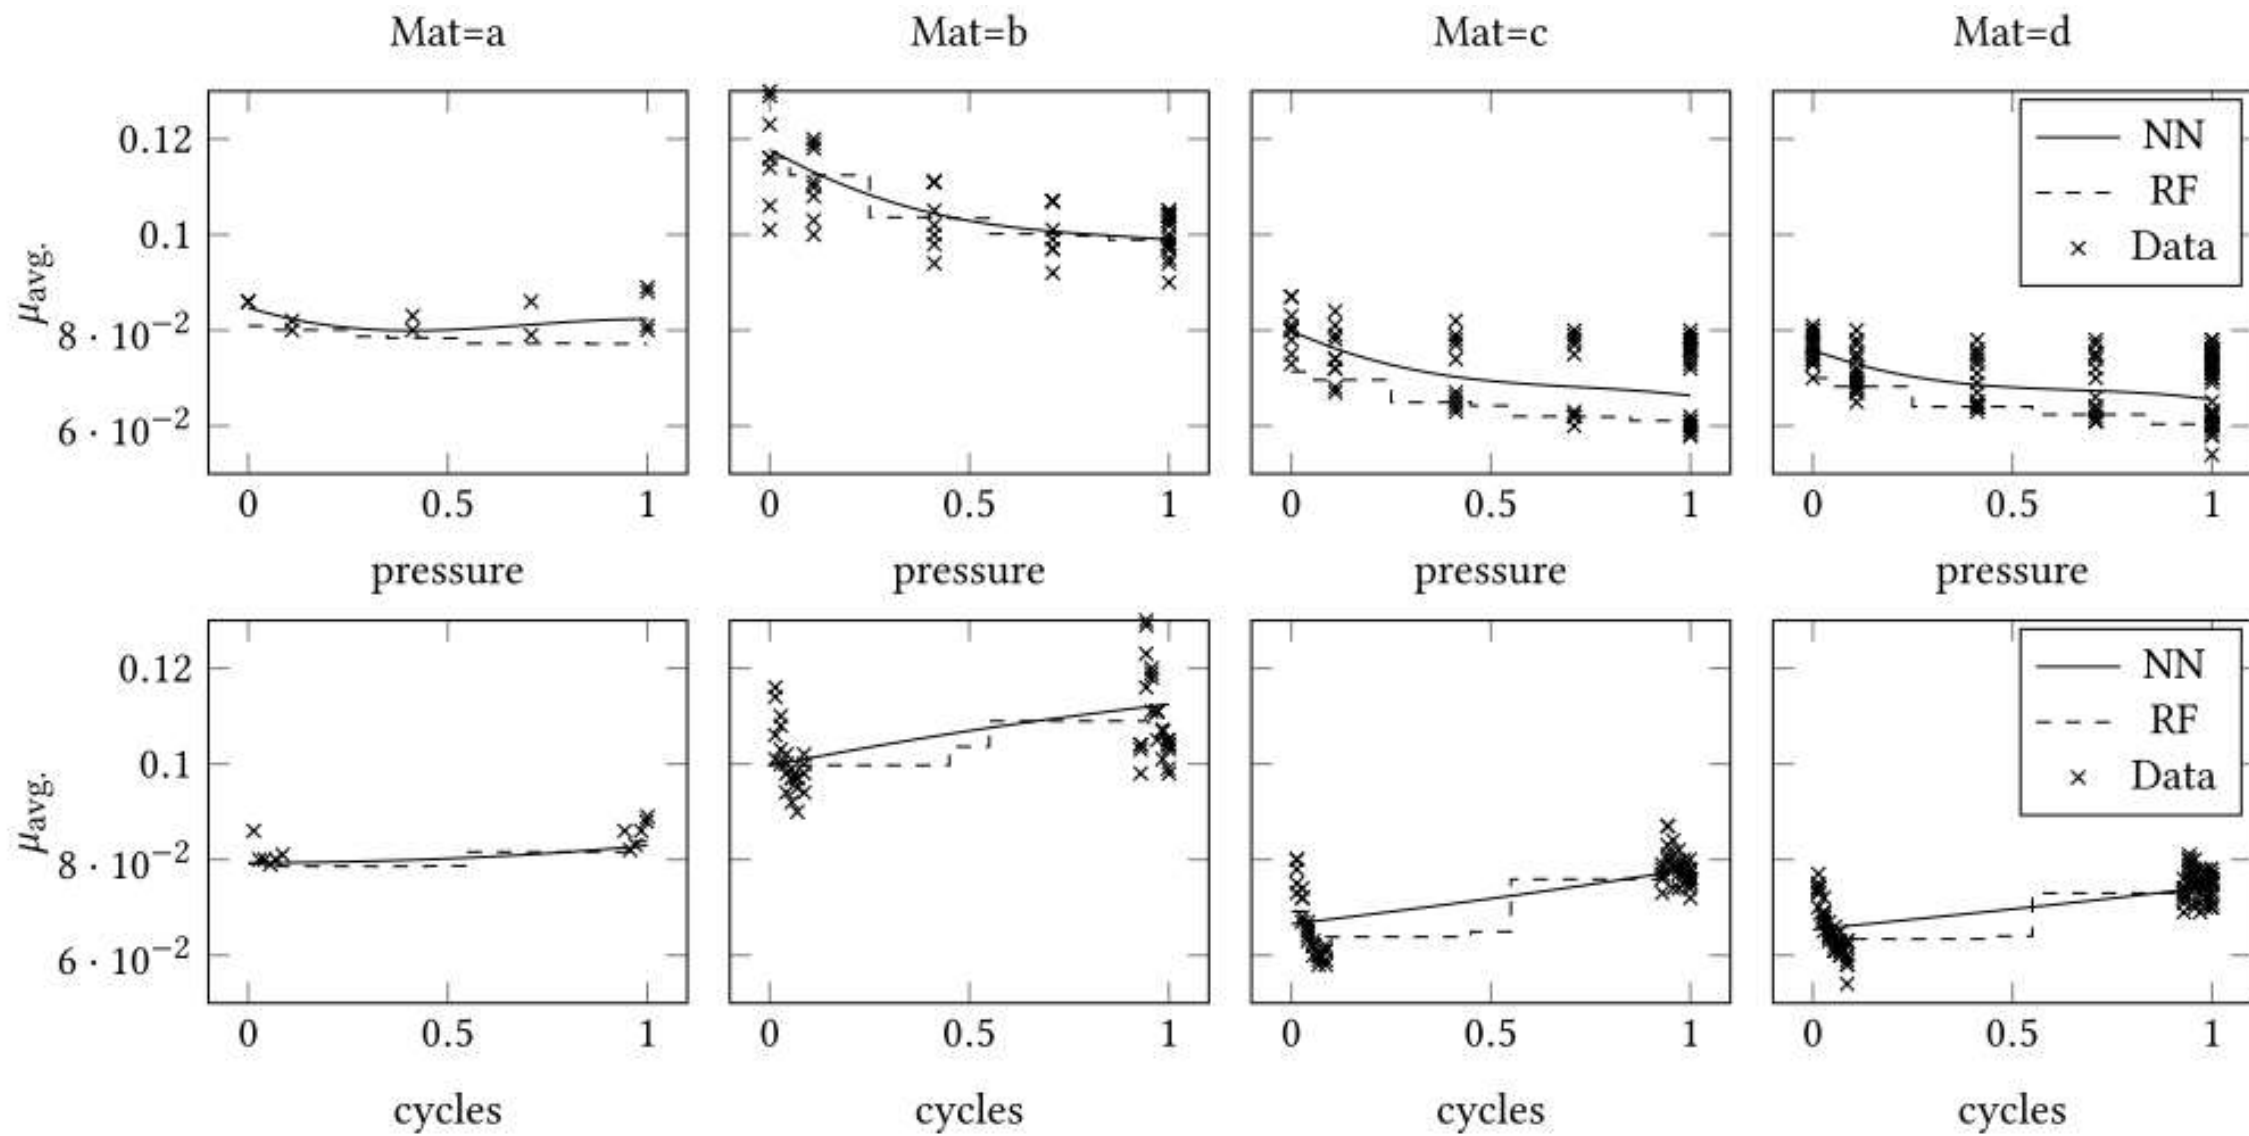 Mat=a Mat=b Mat=c Mat=d
0.12
0.1
8 · 10⁻²
6 · 10⁻²
μavg.
NN
RF
Data
0 0.5 1 0 0.5 1 0 0.5 1 0 0.5 1
pressure pressure pressure pressure
0.12
0.1
8 · 10⁻²
6 · 10⁻²
μavg.
NN
RF
Data
0 0.5 1 0 0.5 1 0 0.5 1 0 0.5 1
cycles cycles cycles cycles